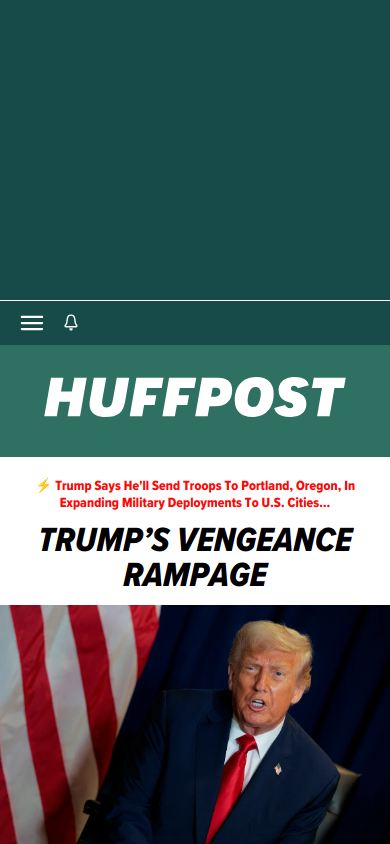 HUFFPOST
⚡ Trump Says He'll Send Troops To Portland, Oregon, In
Expanding Military Deployments To U.S. Cities...
TRUMP'S VENGEANCE
RAMPAGE